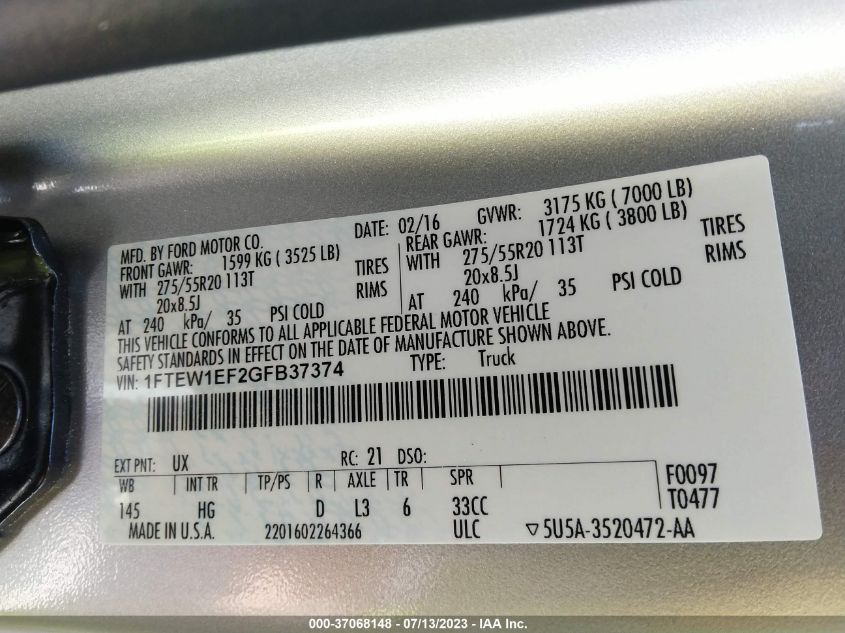 MFD. BY FORD MOTOR CO. DATE: 02/16 GVWR: 3175 KG ( 7000 LB)
FRONT GAWR: 1599 KG ( 3525 LB) REAR GAWR: 1724 KG ( 3800 LB)
WITH 275/55R20 113T TIRES WITH 275/55R20 113T TIRES
20x8.5J RIMS 20x8.5J RIMS
AT 240 kPa/ 35 PSI COLD AT 240 kPa/ 35 PSI COLD
THIS VEHICLE CONFORMS TO ALL APPLICABLE FEDERAL MOTOR VEHICLE
SAFETY STANDARDS IN EFFECT ON THE DATE OF MANUFACTURE SHOWN ABOVE.
VIN: 1FTEW1EF2GFB37374 TYPE: Truck
EXT PNT: UX RC: 21 DSO:
WB INT TR TP/PS R AXLE TR SPR F0097
145 HG D L3 6 33CC T0477
MADE IN U.S.A. 2201602264366 ULC ▽5U5A-3520472-AA
000-37068148 - 07/13/2023 - IAA Inc.